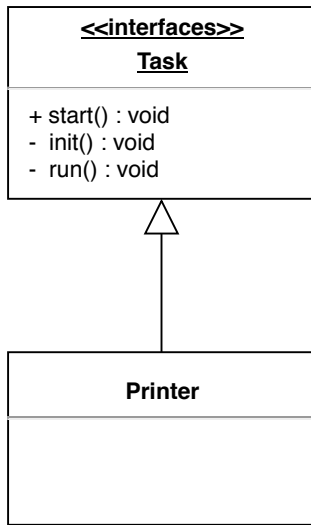 <<interfaces>>
Task
+ start() : void
- init() : void
- run() : void
Printer